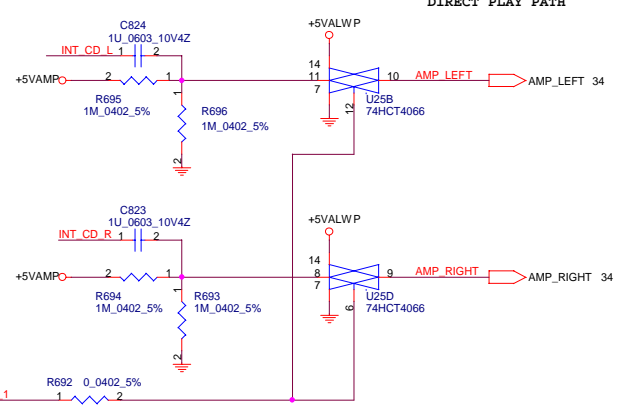 DIRECT PLAY PATH
C824
1U_0603_10V4Z
INT_CD_L 1 2
+5VALWP
+5VAMP 2 1
14
11
7
10 AMP_LEFT AMP_LEFT 34
R695
1M_0402_5%
1
R696
1M_0402_5%
2
12
U25B
74HCT4066
C823
1U_0603_10V4Z
INT_CD_R 1 2
+5VALWP
+5VAMP 2 1
14
8
7
9 AMP_RIGHT AMP_RIGHT 34
R694
1M_0402_5%
1
R693
1M_0402_5%
2
6
U25D
74HCT4066
R692 0_0402_5%
1 1 2